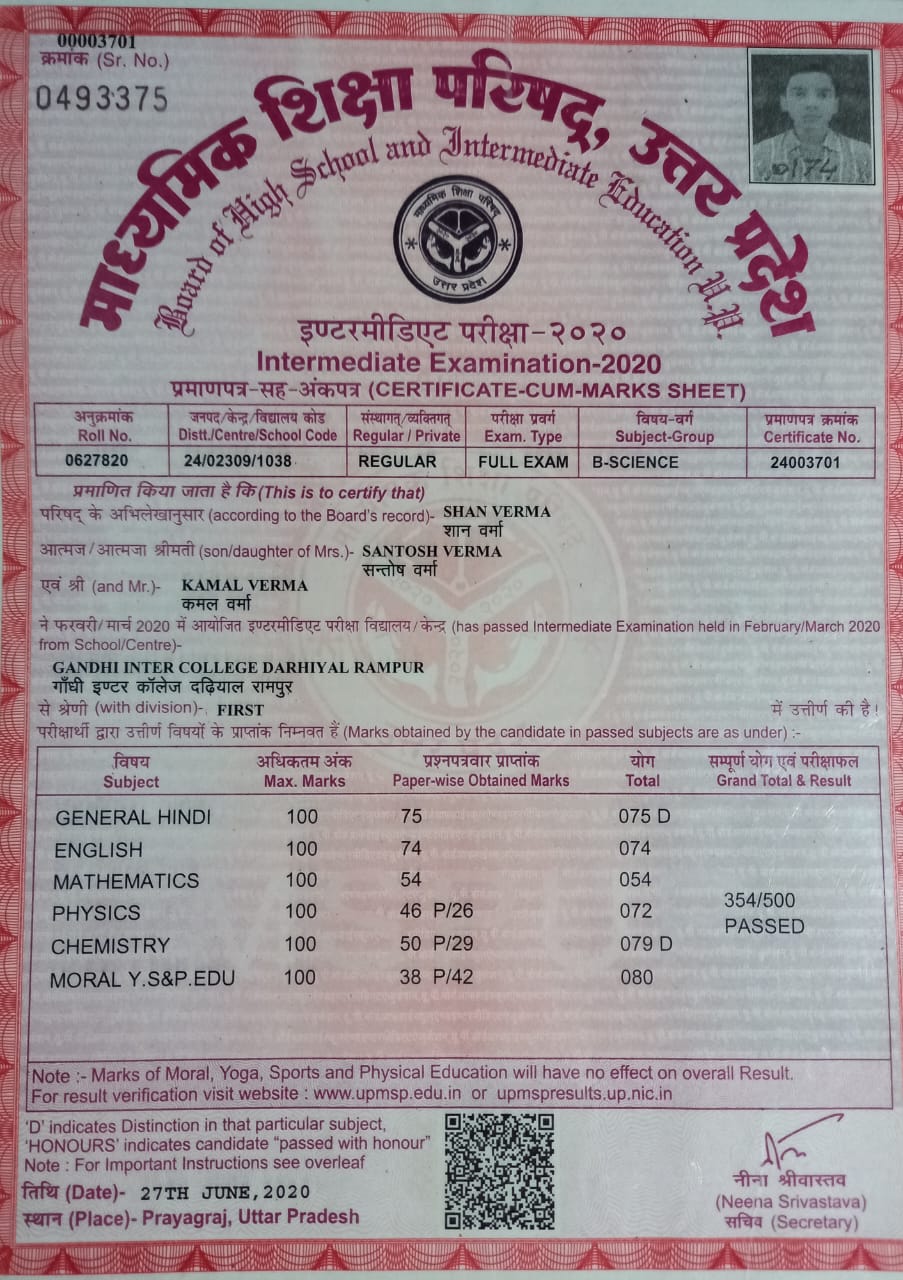 00003701
क्रमांक (Sr. No.)
0493375
माध्यमिक शिक्षा परिषद्, उत्तर प्रदेश
Board of High School and Intermediate Education U.P.
0174
माध्यमिक शिक्षा परिषद्
उत्तर प्रदेश
इण्टरमीडिएट परीक्षा-२०२०
Intermediate Examination-2020
प्रमाणपत्र-सह-अंकपत्र (CERTIFICATE-CUM-MARKS SHEET)
अनुक्रमांक जनपद/केन्द्र/विद्यालय कोड संस्थागत्/व्यक्तिगत् परीक्षा प्रवर्ग विषय-वर्ग प्रमाणपत्र क्रमांक
Roll No. Distt./Centre/School Code Regular / Private Exam. Type Subject-Group Certificate No.
0627820 24/02309/1038 REGULAR FULL EXAM B-SCIENCE 24003701
प्रमाणित किया जाता है कि (This is to certify that)
परिषद् के अभिलेखानुसार (according to the Board's record)- SHAN VERMA
शान वर्मा
आत्मज/आत्मजा श्रीमती (son/daughter of Mrs.)- SANTOSH VERMA
सन्तोष वर्मा
एवं श्री (and Mr.)- KAMAL VERMA
कमल वर्मा
ने फरवरी/मार्च 2020 में आयोजित इण्टरमीडिएट परीक्षा विद्यालय/केन्द्र (has passed Intermediate Examination held in February/March 2020
from School/Centre)-
GANDHI INTER COLLEGE DARHIYAL RAMPUR
गाँधी इण्टर कॉलेज दढ़ियाल रामपुर
से श्रेणी (with division)- FIRST में उत्तीर्ण की है।
परीक्षार्थी द्वारा उत्तीर्ण विषयों के प्राप्तांक निम्नवत हैं (Marks obtained by the candidate in passed subjects are as under) :-
विषय अधिकतम अंक प्रश्नपत्रवार प्राप्तांक योग सम्पूर्ण योग एवं परीक्षाफल
Subject Max. Marks Paper-wise Obtained Marks Total Grand Total & Result
GENERAL HINDI 100 75 075 D
ENGLISH 100 74 074
MATHEMATICS 100 54 054
354/500
PHYSICS 100 46 P/26 072
PASSED
CHEMISTRY 100 50 P/29 079 D
MORAL Y.S&P.EDU 100 38 P/42 080
Note :- Marks of Moral, Yoga, Sports and Physical Education will have no effect on overall Result.
For result verification visit website : www.upmsp.edu.in or upmspresults.up.nic.in
'D' indicates Distinction in that particular subject,
'HONOURS' indicates candidate "passed with honour"
Note : For Important Instructions see overleaf
तिथि (Date)- 27TH JUNE,2020
स्थान (Place)- Prayagraj, Uttar Pradesh
नीना श्रीवास्तव
(Neena Srivastava)
सचिव (Secretary)